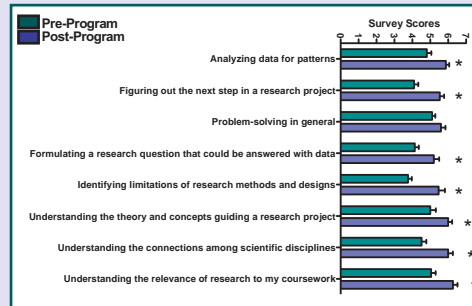 Pre-Program
Post-Program
Survey Scores
0 1 2 3 4 5 6 7
Analyzing data for patterns
*
Figuring out the next step in a research project
*
Problem-solving in general
Formulating a research question that could be answered with data
*
Identifying limitations of research methods and designs
*
Understanding the theory and concepts guiding a research project
*
Understanding the connections among scientific disciplines
*
Understanding the relevance of research to my coursework